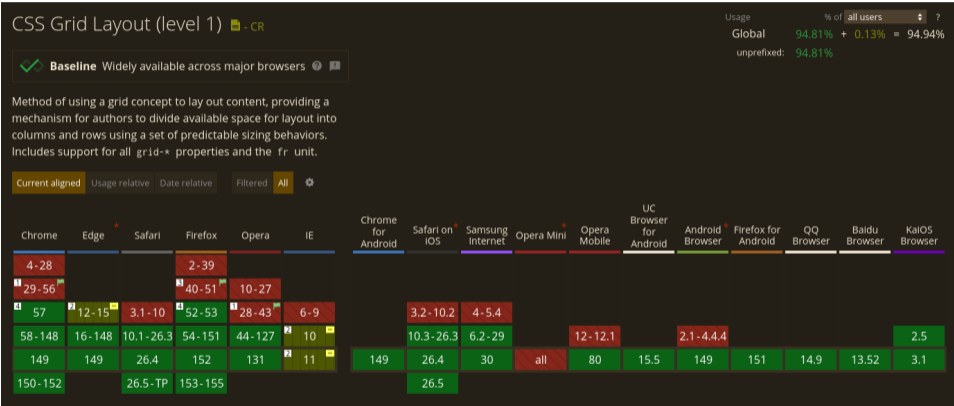 CSS Grid Layout (level 1) - CR
Usage % of all users ?
Global 94.81% + 0.13% = 94.94%
unprefixed: 94.81%
Baseline Widely available across major browsers
Method of using a grid concept to lay out content, providing a
mechanism for authors to divide available space for layout into
columns and rows using a set of predictable sizing behaviors.
Includes support for all grid-* properties and the fr unit.
Current aligned Usage relative Date relative Filtered All
Chrome Edge * Safari Firefox Opera IE Chrome for Android Safari on iOS * Samsung Internet Opera Mini * Opera Mobile UC Browser for Android Android Browser * Firefox for Android QQ Browser Baidu Browser KaiOS Browser
4-28 2-39
1 29-56 3 40-51 10-27
4 57 2 12-15 3.1-10 4 52-53 1 28-43 6-9 3.2-10.2 4-5.4
58-148 16-148 10.1-26.3 54-151 44-127 2 10 10.3-26.3 6.2-29 12-12.1 2.1-4.4.4 2.5
149 149 26.4 152 131 2 11 149 26.4 30 all 80 15.5 149 151 14.9 13.52 3.1
150-152 26.5-TP 153-155 26.5